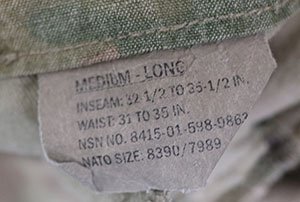 MEDIUM - LONG
INSEAM: 32-1/2 TO 35-1/2 IN.
WAIST: 31 TO 35 IN.
NSN NO. 8415-01-598-9863
NATO SIZE: 8390/7989